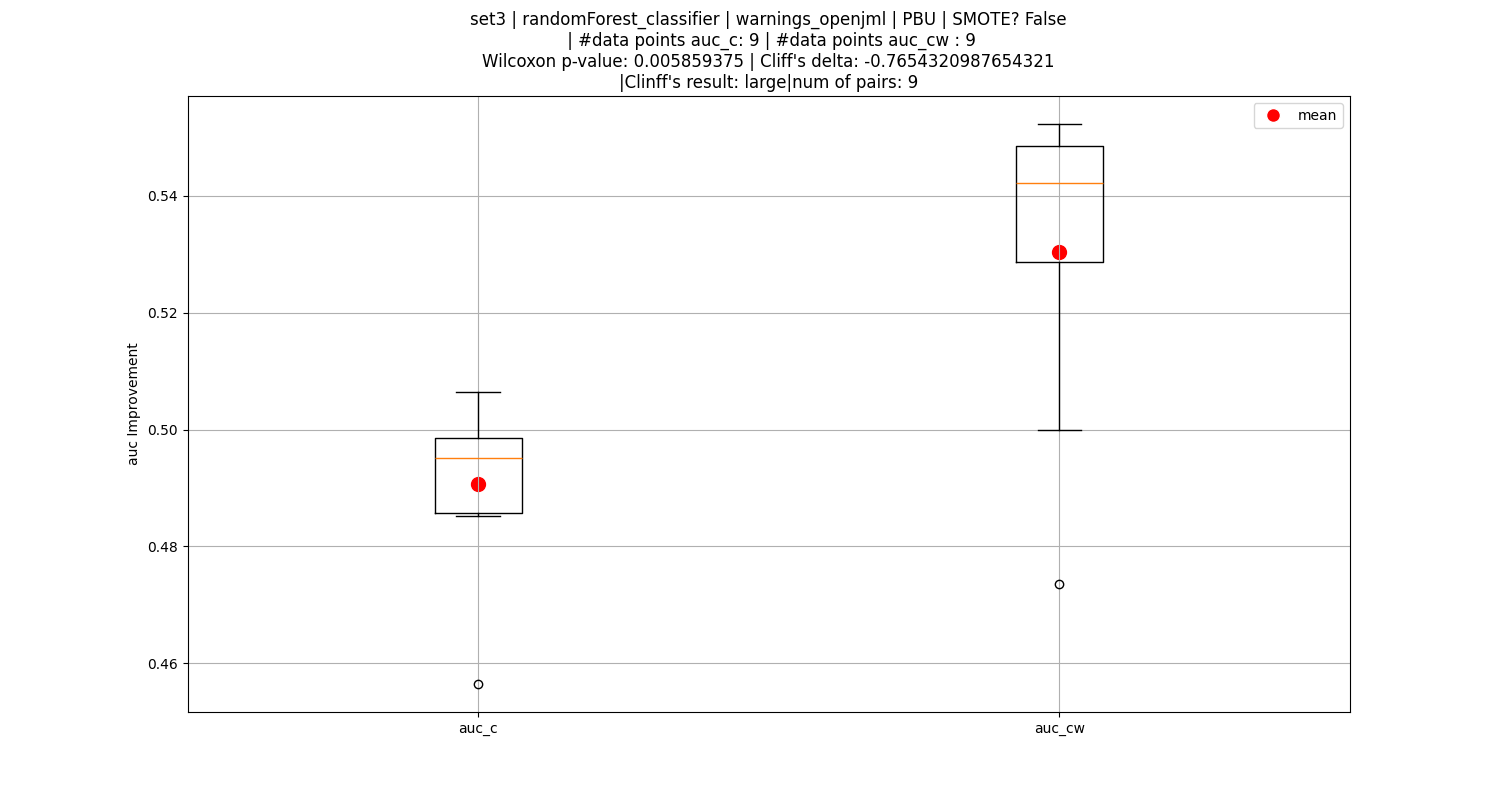 set3 | randomForest_classifier | warnings_openjml | PBU | SMOTE? False
| #data points auc_c: 9 | #data points auc_cw : 9
Wilcoxon p-value: 0.005859375 | Cliff's delta: -0.7654320987654321
|Clinff's result: large|num of pairs: 9
mean
0.54
0.52
0.50
0.48
0.46
auc Improvement
auc_c
auc_cw